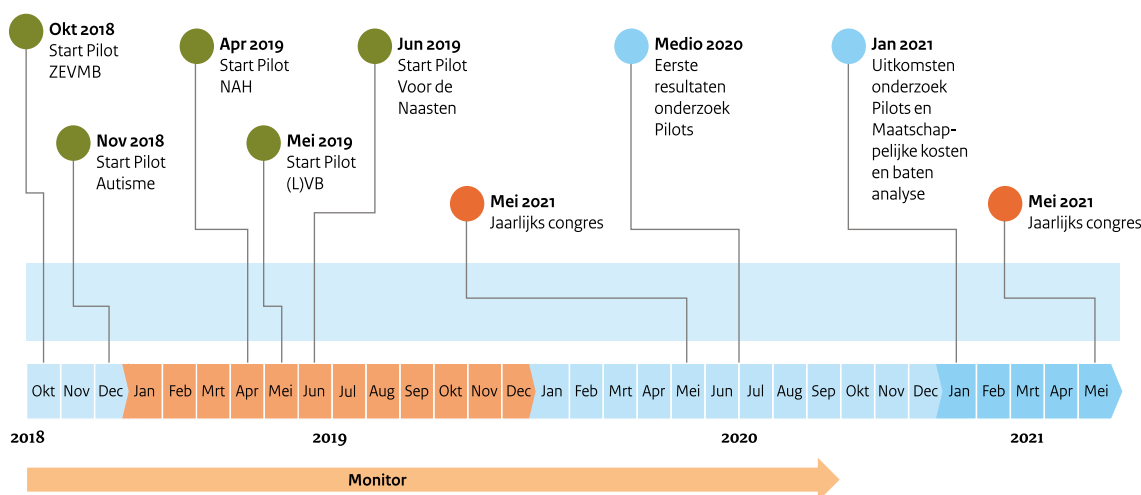 Okt 2018
Start Pilot
ZEVMB
Nov 2018
Start Pilot
Autisme
Apr 2019
Start Pilot
NAH
Mei 2019
Start Pilot
(L)VB
Jun 2019
Start Pilot
Voor de
Naasten
Mei 2021
Jaarlijks congres
Medio 2020
Eerste
resultaten
onderzoek
Pilots
Jan 2021
Uitkomsten
onderzoek
Pilots en
Maatschap-
pelijke kosten
en baten
analyse
Mei 2021
Jaarlijks congres
Okt Nov Dec Jan Feb Mrt Apr Mei Jun Jul Aug Sep Okt Nov Dec Jan Feb Mrt Apr Mei Jun Jul Aug Sep Okt Nov Dec Jan Feb Mrt Apr Mei
2018 2019 2020 2021
Monitor